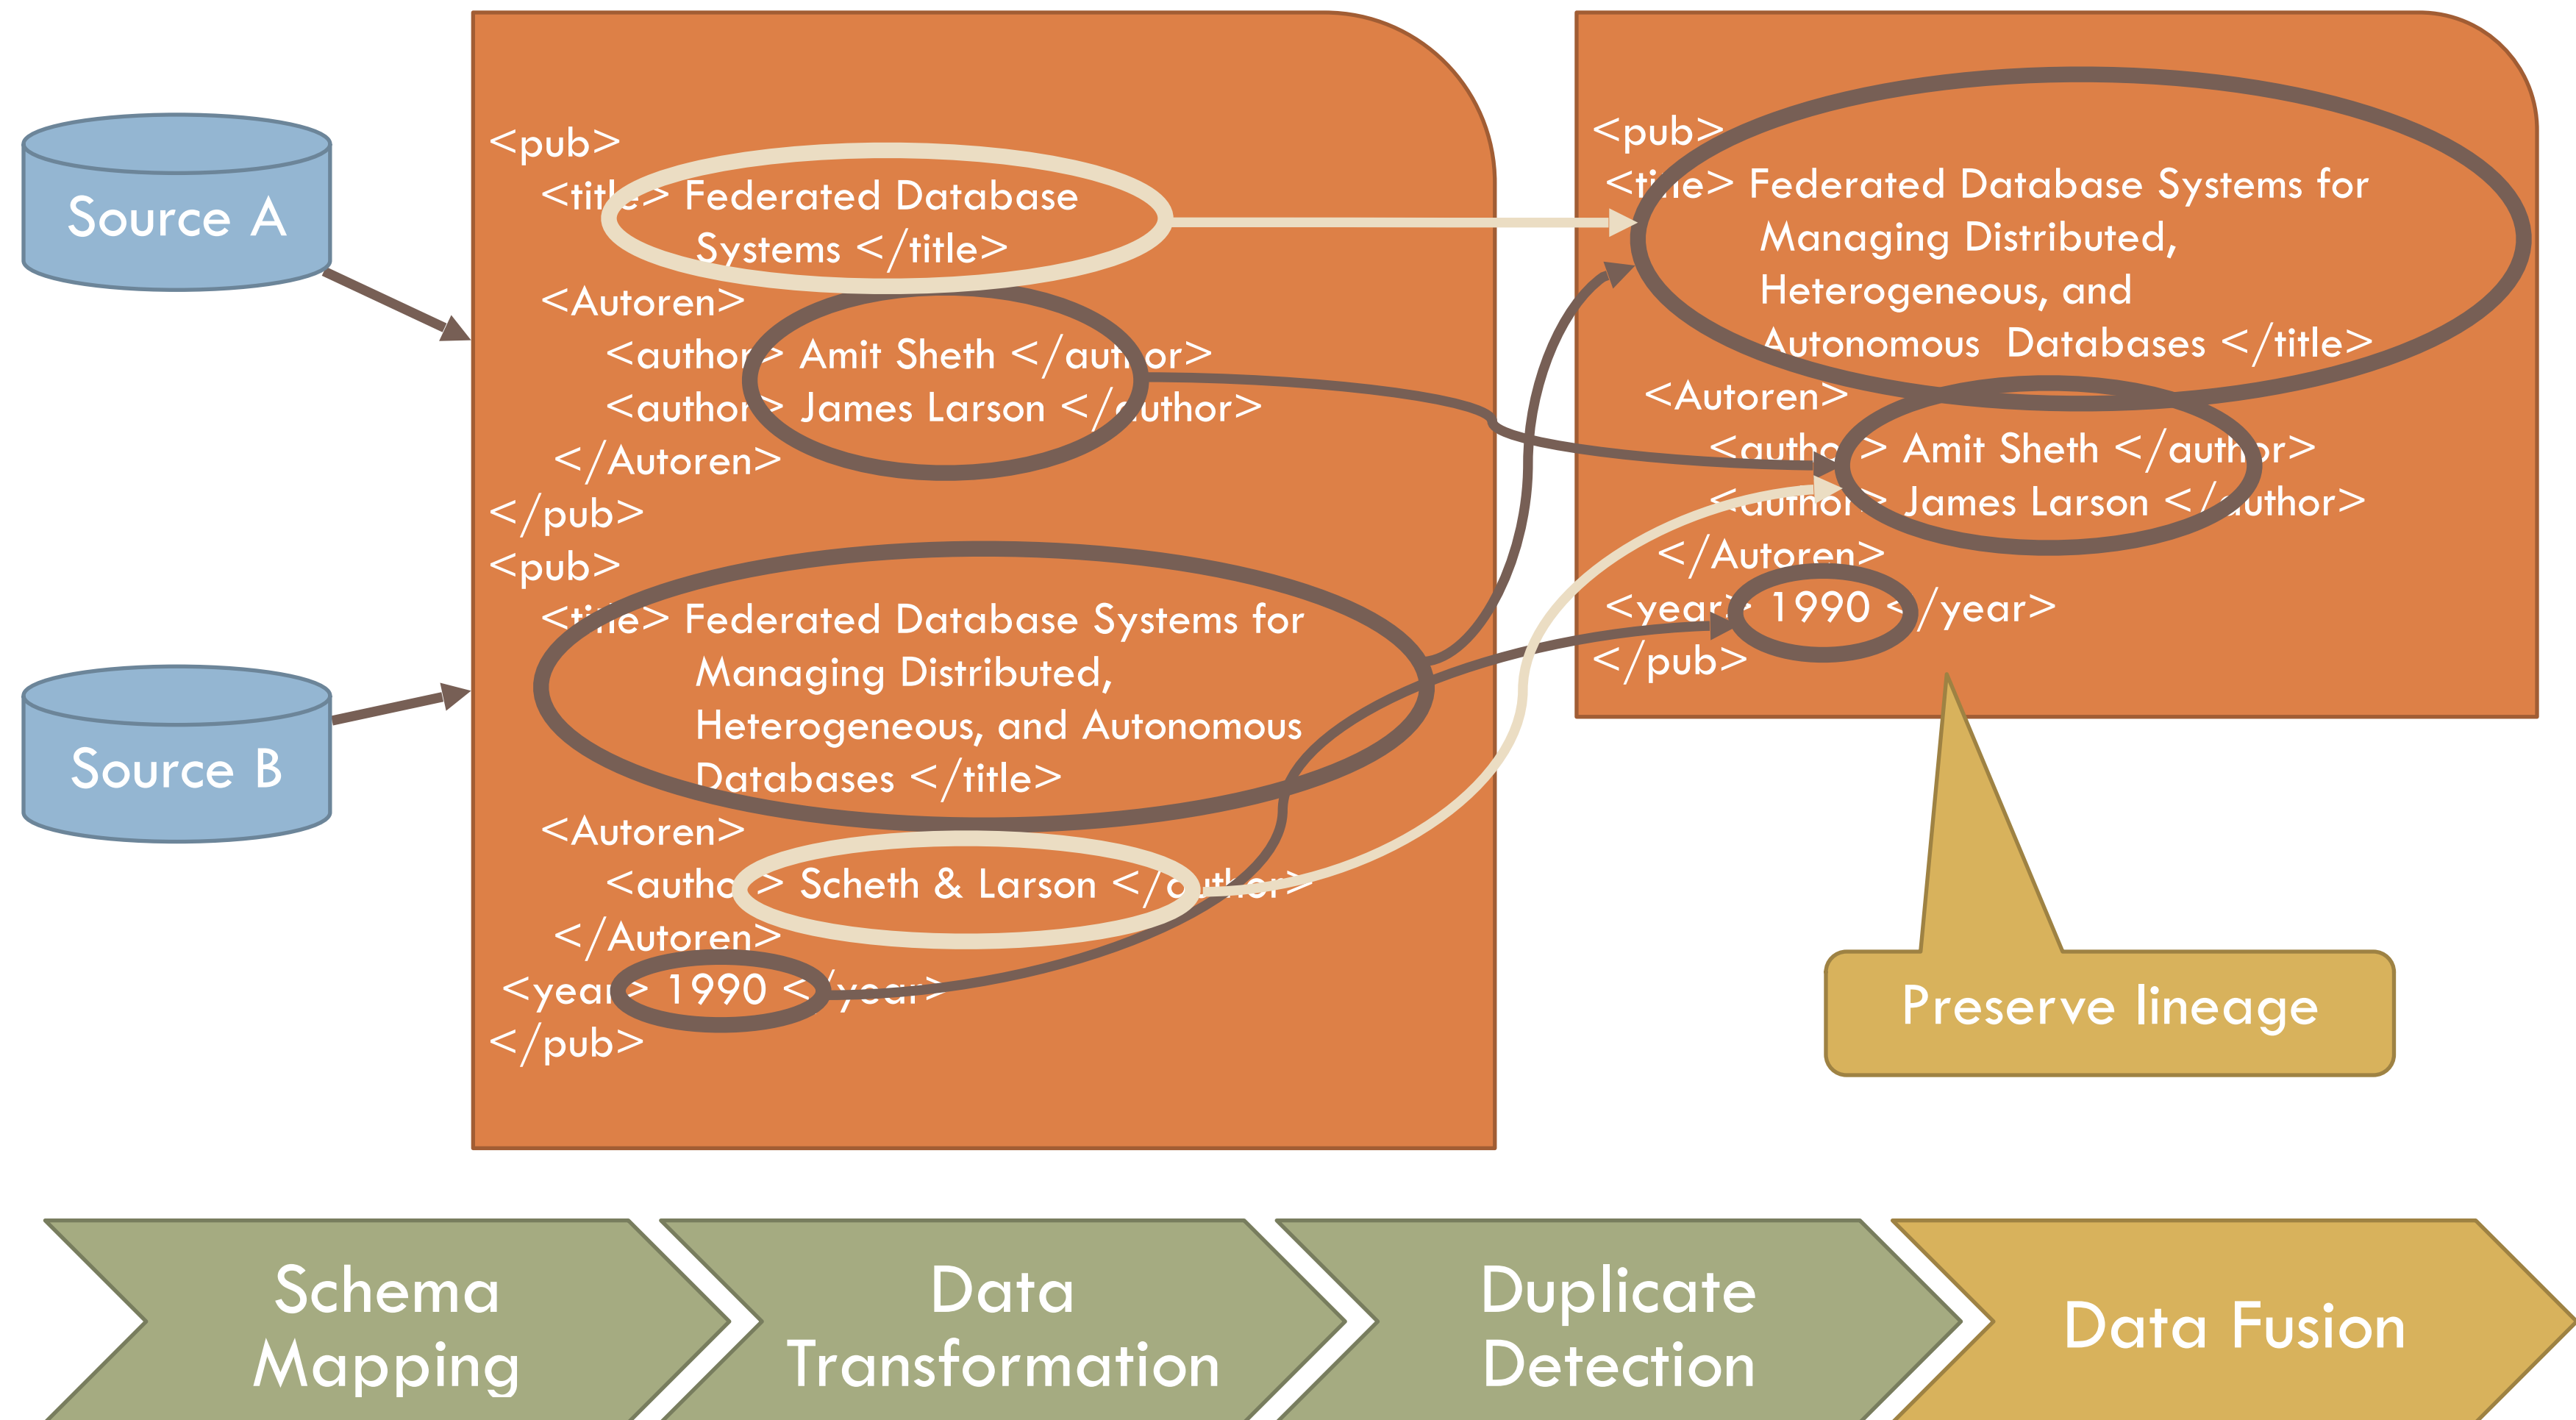 Source A
Source B
<pub>
<title> Federated Database
Systems </title>
<Autoren>
<author> Amit Sheth </author>
<author> James Larson </author>
</Autoren>
</pub>
<pub>
<title> Federated Database Systems for
Managing Distributed,
Heterogeneous, and Autonomous
Databases </title>
<Autoren>
<author> Scheth & Larson </author>
</Autoren>
<year> 1990 </year>
</pub>
<pub>
<title> Federated Database Systems for
Managing Distributed,
Heterogeneous, and
Autonomous Databases </title>
<Autoren>
<author> Amit Sheth </author>
<author> James Larson </author>
</Autoren>
<year> 1990 </year>
</pub>
Preserve lineage
Schema
Mapping
Data
Transformation
Duplicate
Detection
Data Fusion